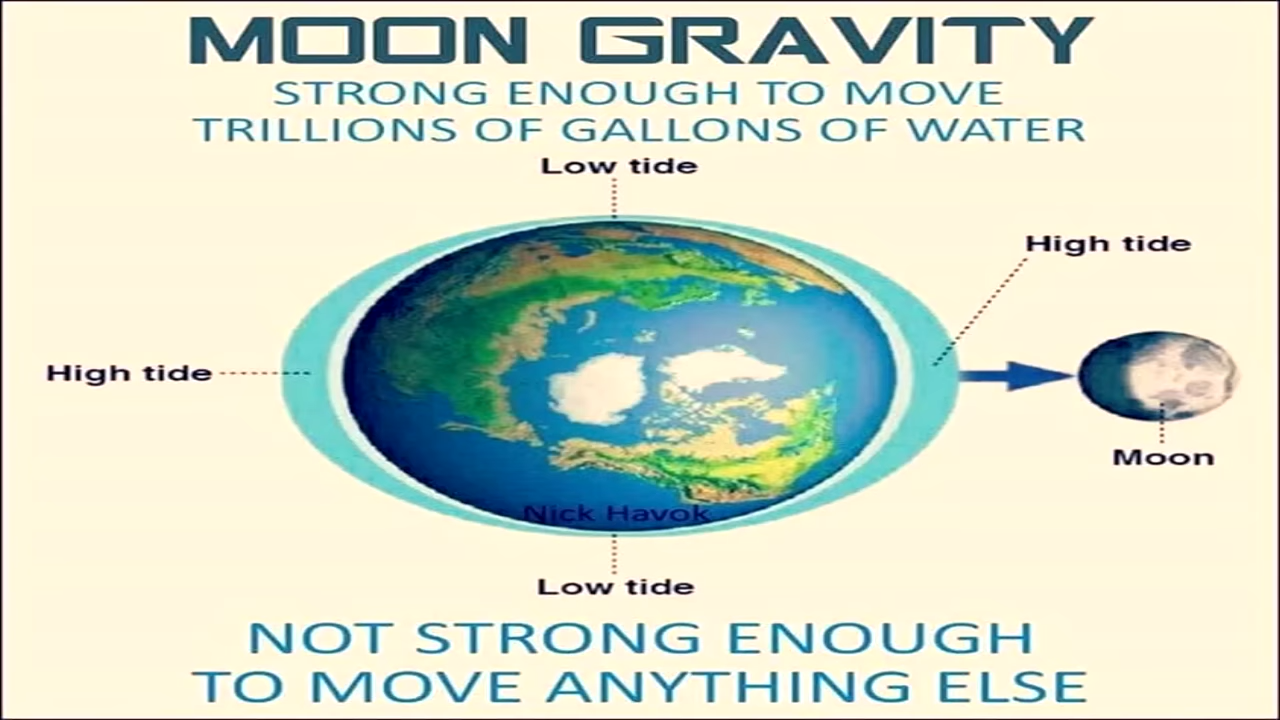 MOON GRAVITY
STRONG ENOUGH TO MOVE
TRILLIONS OF GALLONS OF WATER
Low tide
High tide
High tide
Moon
Nick Havok
Low tide
NOT STRONG ENOUGH
TO MOVE ANYTHING ELSE